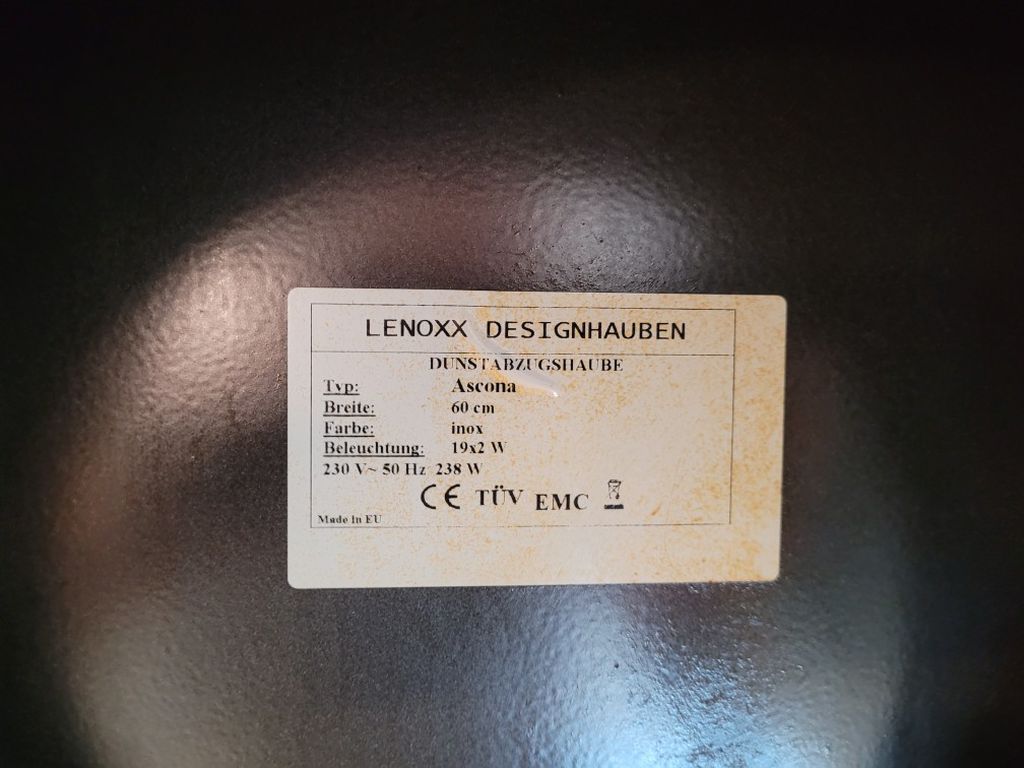 LENOXX DESIGNHAUBEN
DUNSTABZUGSHAUBE
Typ: Ascona
Breite: 60 cm
Farbe: inox
Beleuchtung: 19x2 W
230 V~ 50 Hz 238 W
CE TÜV EMC
Made in EU